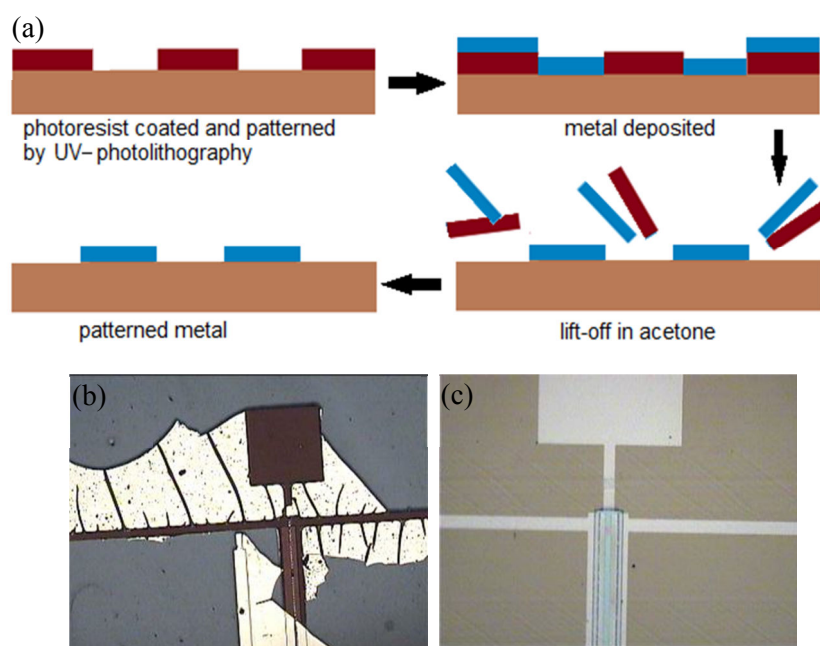 (a)
photoresist coated and patterned
by UV– photolithography
metal deposited
patterned metal
lift-off in acetone
(b)
(c)